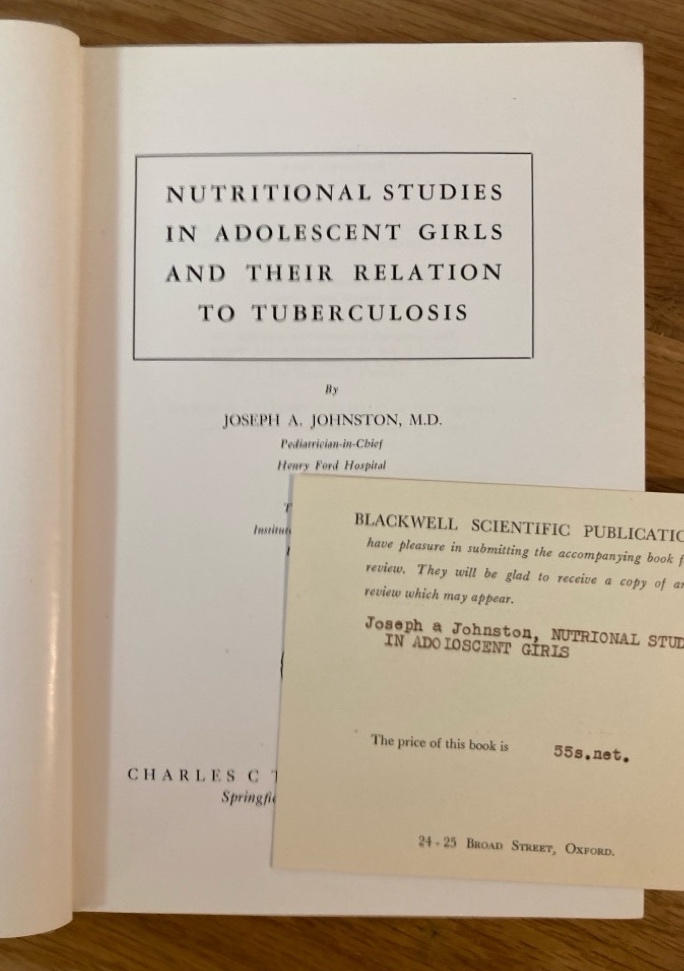 NUTRITIONAL STUDIES
IN ADOLESCENT GIRLS
AND THEIR RELATION
TO TUBERCULOSIS
By
JOSEPH A. JOHNSTON, M.D.
Pediatrician-in-Chief
Henry Ford Hospital
CHARLES C
BLACKWELL SCIENTIFIC
have pleasure in submitting the accompanying book
review. They will be glad to receive a copy of
review which may appear.
Joseph a Johnston, NUTRIONAL STUD
IN ADOIOSCENT GIRLS
The price of this book is 55s.net.
24-25 BROAD STREET, OXFORD.